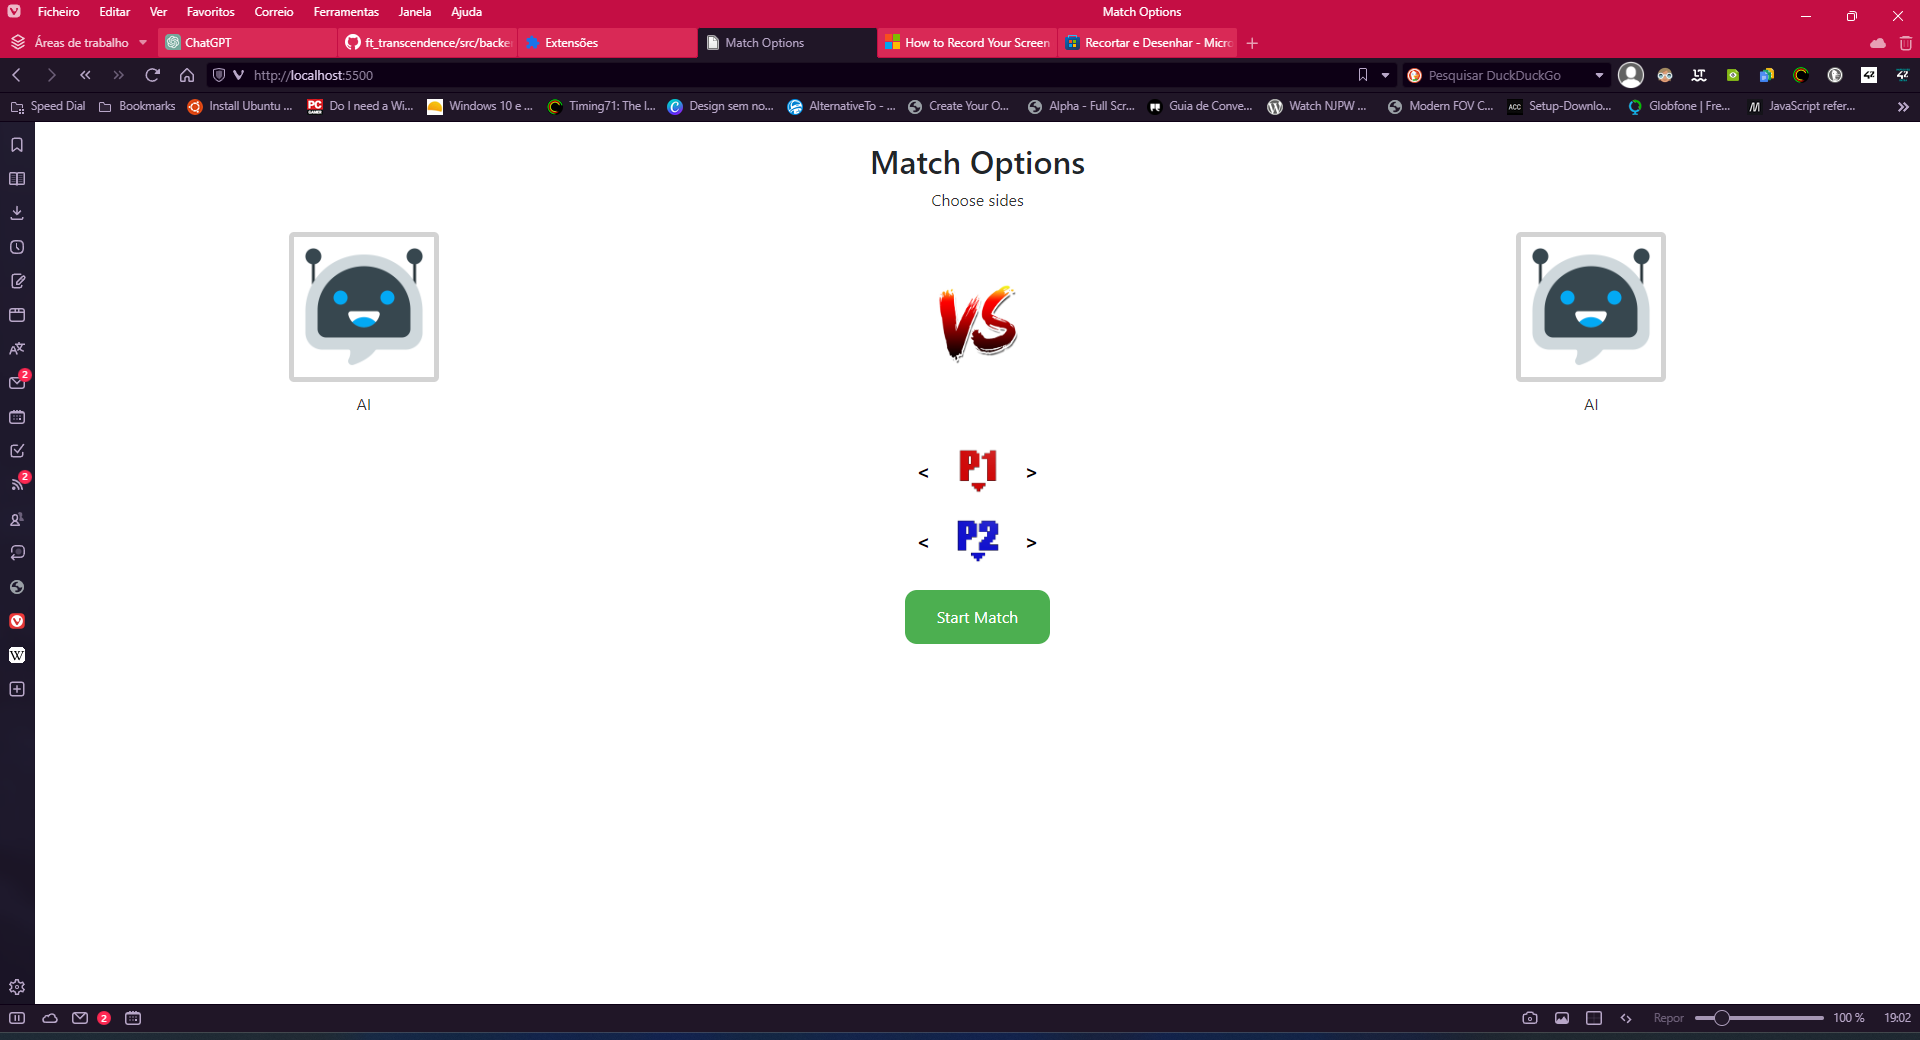 Ficheiro Editar Ver Favoritos Correio Ferramentas Janela Ajuda Match Options
Áreas de trabalho ChatGPT ft_transcendence/src/backe Extensões Match Options How to Record Your Screen Recortar e Desenhar - Micro
http://localhost:5500 Pesquisar DuckDuckGo
Speed Dial Bookmarks Install Ubuntu ... Do I need a Wi... Windows 10 e ... Timing71: The l... Design sem no... AlternativeTo - ... Create Your O... Alpha - Full Scr... Guia de Conve... Watch NJPW ... Modern FOV C... Setup-Downlo... Globfone | Fre... JavaScript refer...
Match Options
Choose sides
VS
AI AI
< P1 >
< P2 >
Start Match
2
2
2 Repor 100 % 19:02